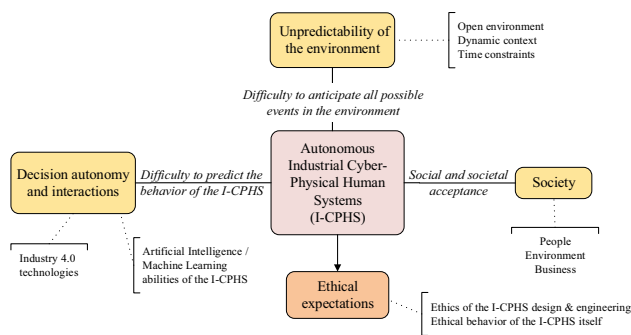 Unpredictability of
the environment
Open environment
Dynamic context
Time constraints
Difficulty to anticipate all possible
events in the environment
Decision autonomy
and interactions
Difficulty to predict the
behavior of the I-CPHS
Autonomous
Industrial Cyber-
Physical Human
Systems
(I-CPHS)
Social and societal
acceptance
Society
Industry 4.0
technologies
Artificial Intelligence /
Machine Learning
abilities of the I-CPHS
People
Environment
Business
Ethical
expectations
Ethics of the I-CPHS design & engineering
Ethical behavior of the I-CPHS itself